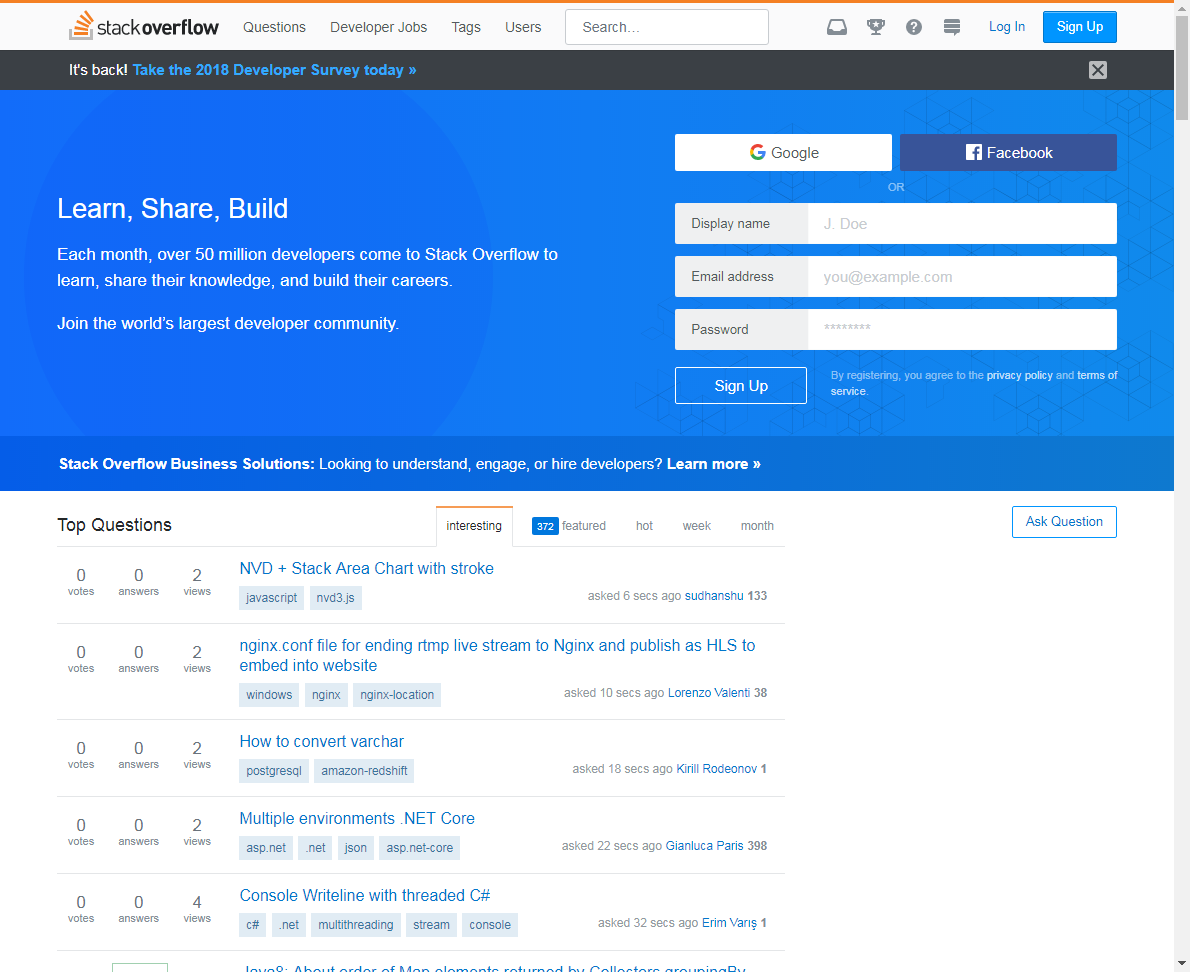 stackoverflow Questions Developer Jobs Tags Users Search... Log In Sign Up
It's back! Take the 2018 Developer Survey today »
Google Facebook
OR
Learn, Share, Build
Each month, over 50 million developers come to Stack Overflow to
learn, share their knowledge, and build their careers.
Join the world's largest developer community.
Display name J. Doe
Email address you@example.com
Password ********
Sign Up
By registering, you agree to the privacy policy and terms of
service.
Stack Overflow Business Solutions: Looking to understand, engage, or hire developers? Learn more »
Top Questions interesting 372 featured hot week month Ask Question
0 votes 0 answers 2 views
NVD + Stack Area Chart with stroke
javascript nvd3.js
asked 6 secs ago sudhanshu 133
0 votes 0 answers 2 views
nginx.conf file for ending rtmp live stream to Nginx and publish as HLS to
embed into website
windows nginx nginx-location
asked 10 secs ago Lorenzo Valenti 38
0 votes 0 answers 2 views
How to convert varchar
postgresql amazon-redshift
asked 18 secs ago Kirill Rodeonov 1
0 votes 0 answers 2 views
Multiple environments .NET Core
asp.net .net json asp.net-core
asked 22 secs ago Gianluca Paris 398
0 votes 0 answers 4 views
Console Writeline with threaded C#
c# .net multithreading stream console
asked 32 secs ago Erim Varış 1
Java8: About order of Map elements returned by Collectors.groupingBy